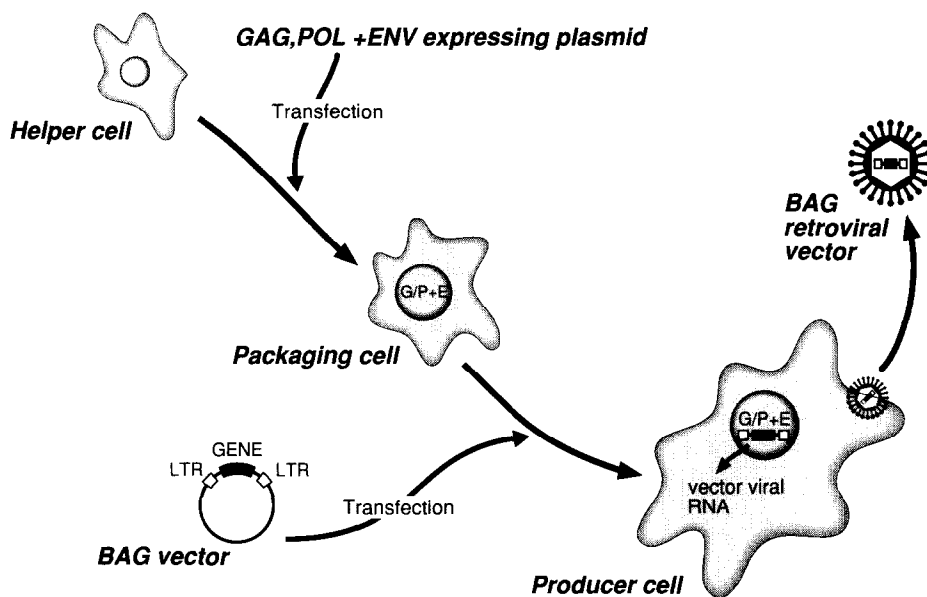 GAG,POL +ENV expressing plasmid
Transfection
Helper cell
BAG
retroviral
vector
G/P+E
Packaging cell
G/P+E
GENE
LTR LTR
vector viral
RNA
Transfection
BAG vector
Producer cell